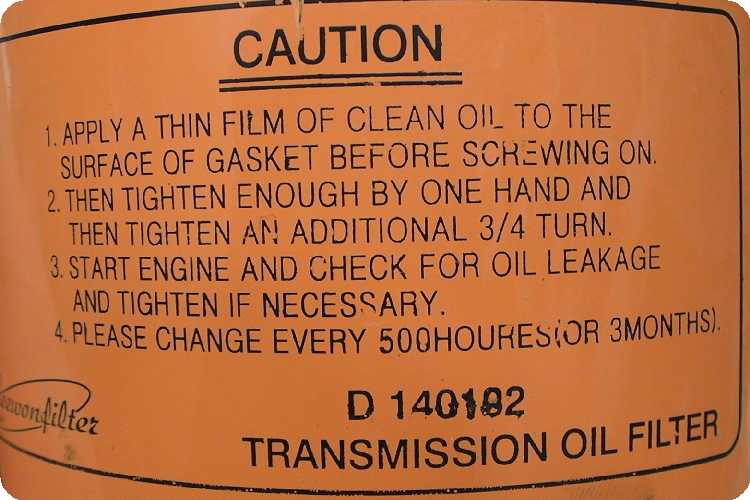 CAUTION
1. APPLY A THIN FILM OF CLEAN OIL TO THE
SURFACE OF GASKET BEFORE SCREWING ON.
2. THEN TIGHTEN ENOUGH BY ONE HAND AND
THEN TIGHTEN AN ADDITIONAL 3/4 TURN.
3. START ENGINE AND CHECK FOR OIL LEAKAGE
AND TIGHTEN IF NECESSARY.
4. PLEASE CHANGE EVERY 500HOURES(OR 3MONTHS).
D 140192
TRANSMISSION OIL FILTER